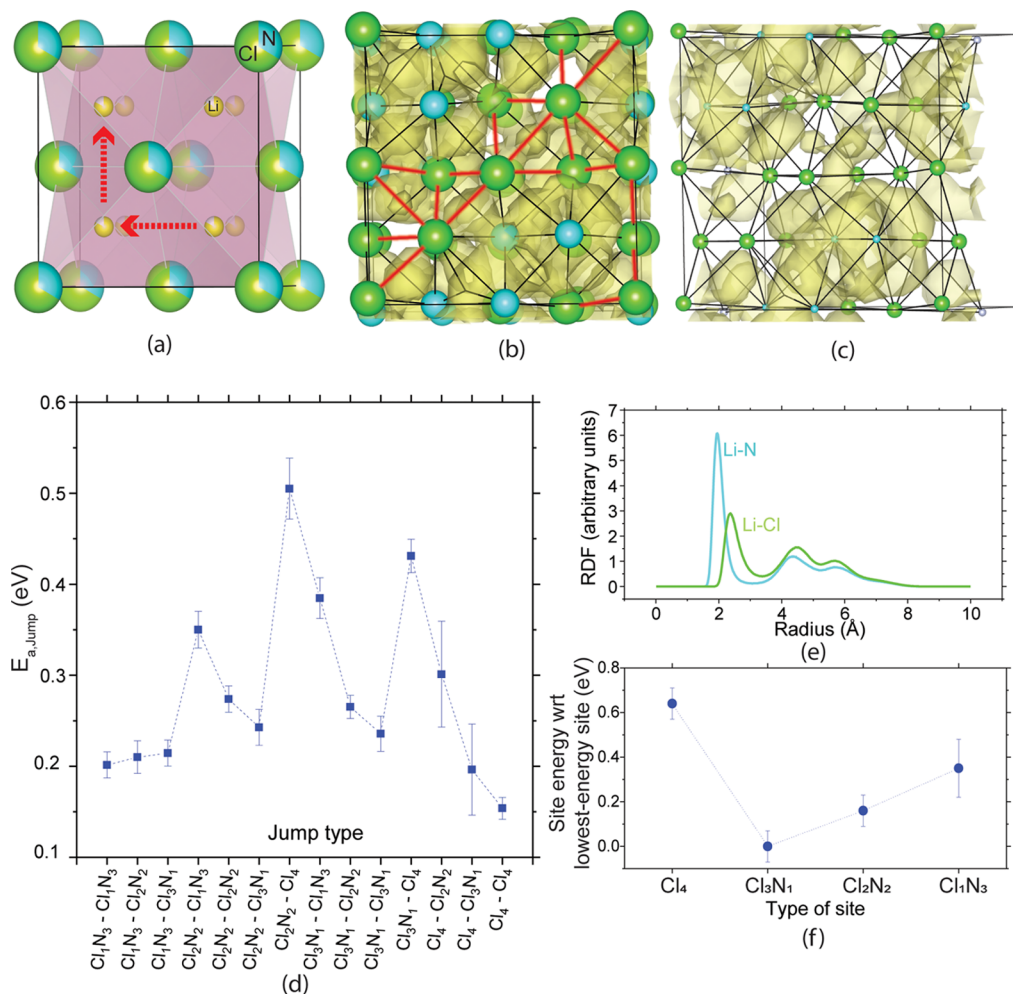 N
Cl
Li
(a)
(b)
(c)
0.6
0.5
0.4
0.3
0.2
0.1
E a,Jump (eV)
Jump type
Cl₁N₃ - Cl₁N₃
Cl₁N₃ - Cl₂N₂
Cl₁N₃ - Cl₃N₁
Cl₂N₂ - Cl₁N₃
Cl₂N₂ - Cl₂N₂
Cl₂N₂ - Cl₃N₁
Cl₂N₂ - Cl₄
Cl₃N₁ - Cl₁N₃
Cl₃N₁ - Cl₂N₂
Cl₃N₁ - Cl₃N₁
Cl₃N₁ - Cl₄
Cl₄ - Cl₂N₂
Cl₄ - Cl₃N₁
Cl₄ - Cl₄
(d)
RDF (arbitrary units)
7
6
5
4
3
2
1
0
Li-N
Li-Cl
0 2 4 6 8 10
Radius (Å)
(e)
Site energy wrt
lowest-energy site (eV)
0.8
0.6
0.4
0.2
0.0
Cl₄ Cl₃N₁ Cl₂N₂ Cl₁N₃
Type of site
(f)